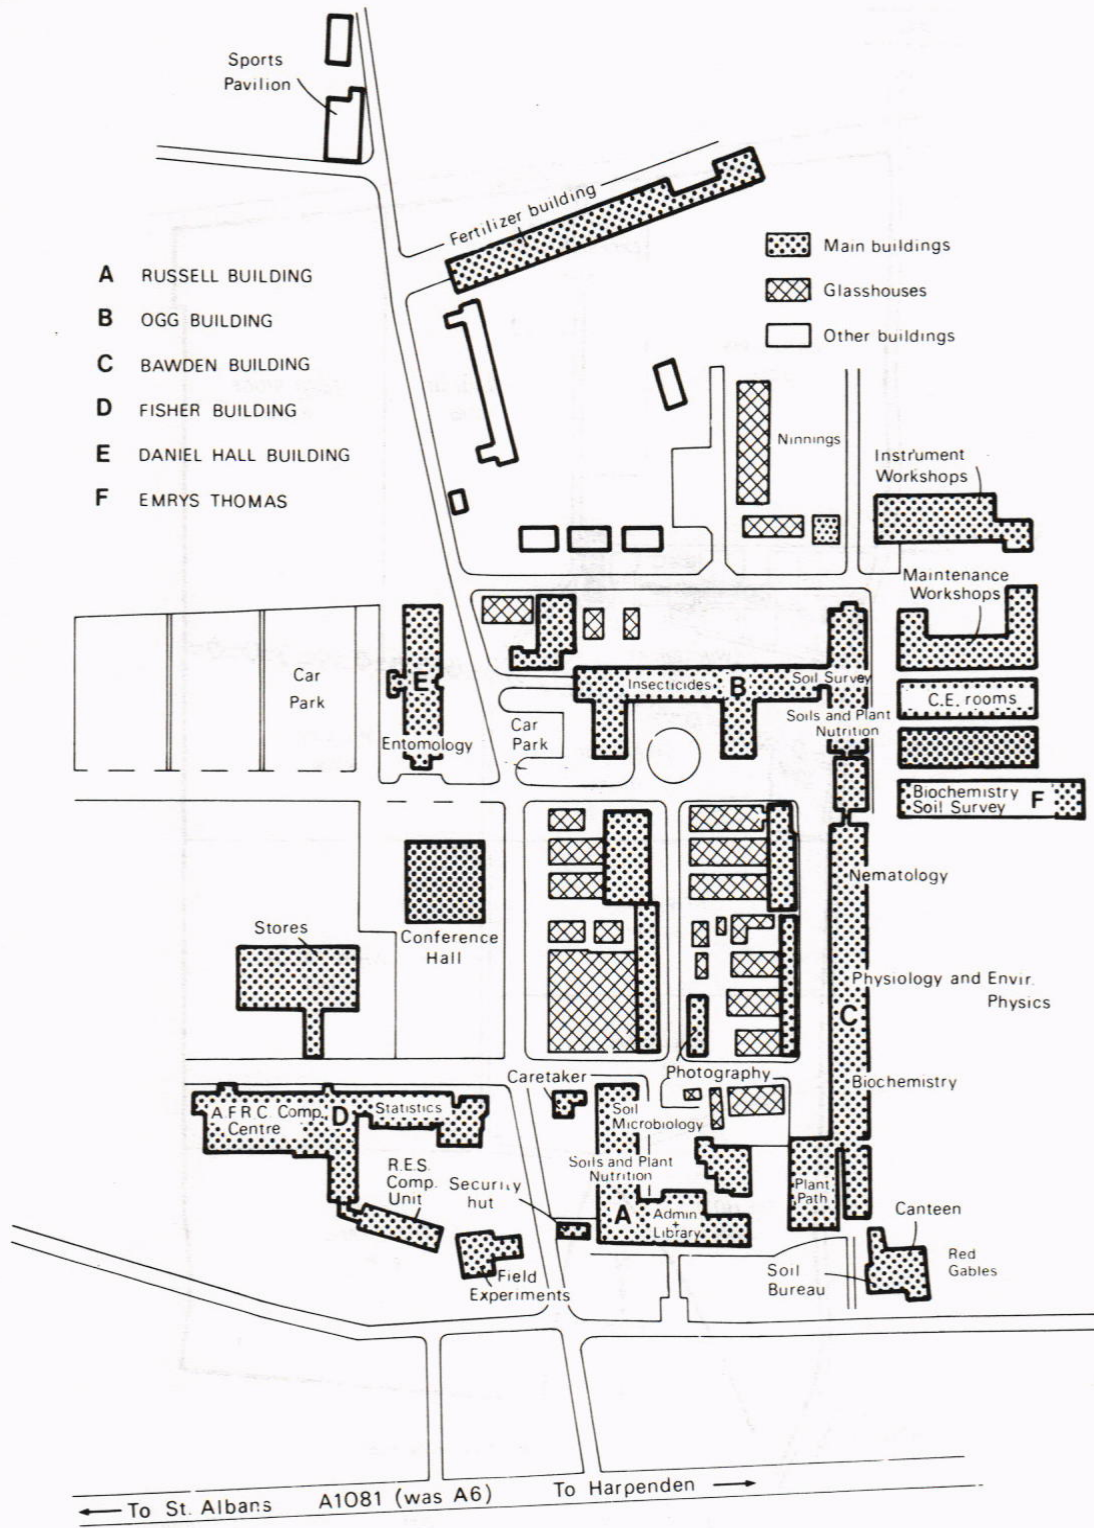 Sports
Pavilion
Fertilizer building
A RUSSELL BUILDING
B OGG BUILDING
C BAWDEN BUILDING
D FISHER BUILDING
E DANIEL HALL BUILDING
F EMRYS THOMAS
Main buildings
Glasshouses
Other buildings
Ninnings
Instrument
Workshops
Maintenance
Workshops
Car
Park
E
Entomology
Car
Park
Insecticides
B
Soil Survey
Soils and Plant
Nutrition
C.E. rooms
Biochemistry
Soil Survey
F
Nematology
Stores
Conference
Hall
Physiology and Envir.
Physics
C
Photography
Biochemistry
Caretaker
Soil
Microbiology
A.F.R.C. Comp.
Centre
D
Statistics
R.E.S.
Comp.
Unit
Security
hut
Soils and Plant
Nutrition
A
Admin
+
Library
Plant
Path
Canteen
Red
Gables
Soil
Bureau
Field
Experiments
To St. Albans
A1081 (was A6)
To Harpenden